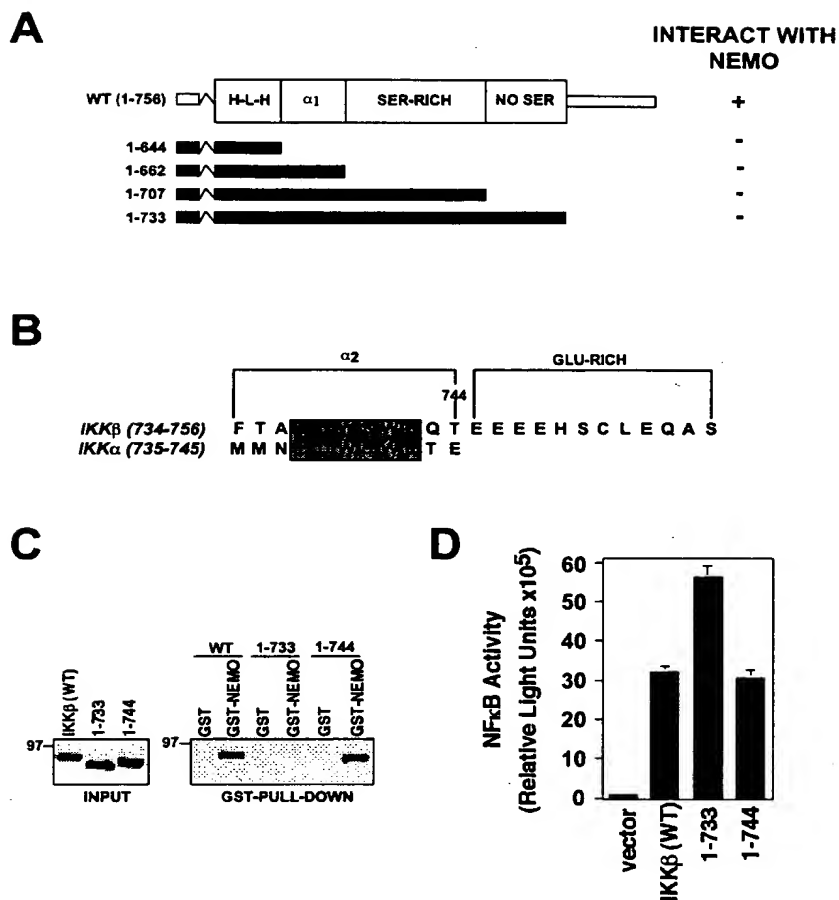 A
INTERACT WITH
NEMO
WT (1-756)
H-L-H
α1
SER-RICH
NO SER
+
1-644
-
1-662
-
1-707
-
1-733
-
B
α2
GLU-RICH
744
IKKβ (734-756)
F T A
Q T E E E E H S C L E Q A S
IKKα (735-745)
M M N
T E
C
WT
1-733
1-744
IKKβ (WT)
1-733
1-744
GST
GST-NEMO
GST
GST-NEMO
GST
GST-NEMO
97
97
INPUT
GST-PULL-DOWN
D
NFκB Activity
(Relative Light Units x10⁵)
60
50
40
30
20
10
0
vector
IKKβ (WT)
1-733
1-744